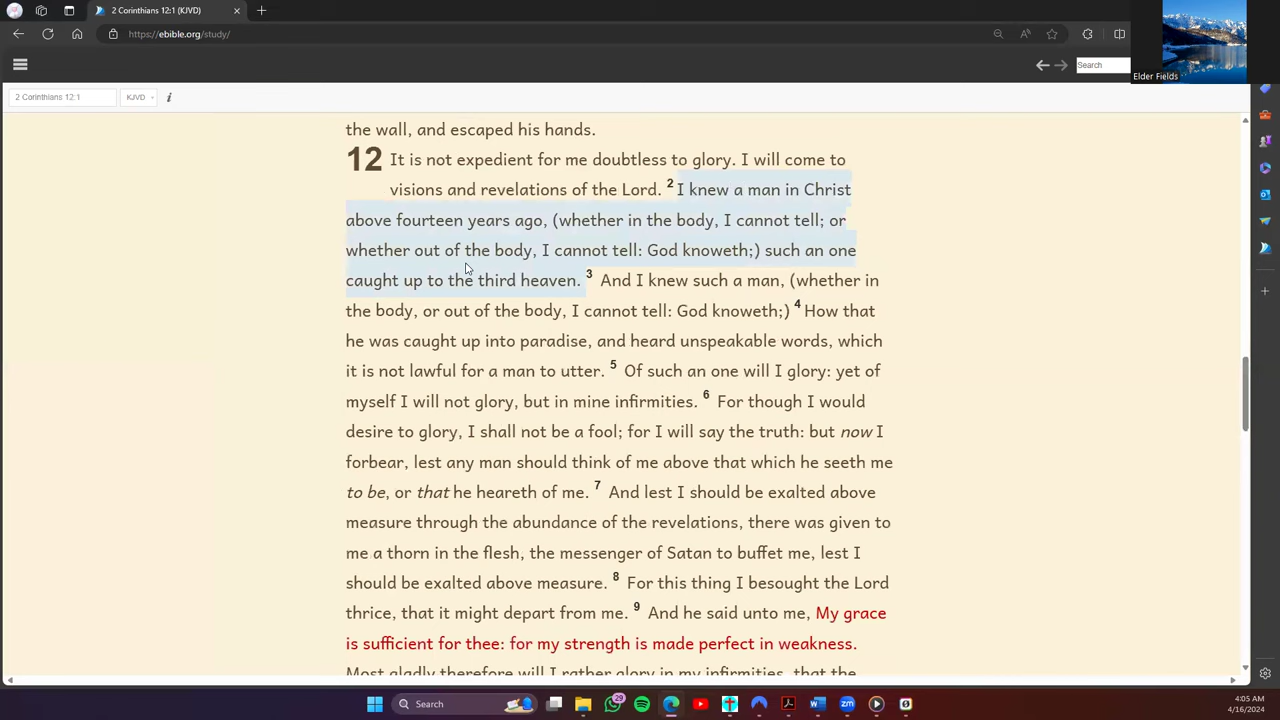 2 Corinthians 12:1 (KJVD)
https://ebible.org/study/
Elder Fields
Search
2 Corinthians 12:1
KJVD
i
the wall, and escaped his hands.
12 It is not expedient for me doubtless to glory. I will come to
visions and revelations of the Lord. 2 I knew a man in Christ
above fourteen years ago, (whether in the body, I cannot tell; or
whether out of the body, I cannot tell: God knoweth;) such an one
caught up to the third heaven. 3 And I knew such a man, (whether in
the body, or out of the body, I cannot tell: God knoweth;) 4 How that
he was caught up into paradise, and heard unspeakable words, which
it is not lawful for a man to utter. 5 Of such an one will I glory: yet of
myself I will not glory, but in mine infirmities. 6 For though I would
desire to glory, I shall not be a fool; for I will say the truth: but now I
forbear, lest any man should think of me above that which he seeth me
to be, or that he heareth of me. 7 And lest I should be exalted above
measure through the abundance of the revelations, there was given to
me a thorn in the flesh, the messenger of Satan to buffet me, lest I
should be exalted above measure. 8 For this thing I besought the Lord
thrice, that it might depart from me. 9 And he said unto me, My grace
is sufficient for thee: for my strength is made perfect in weakness.
Most gladly therefore will I rather glory in my infirmities, that the
Search
29
4:05 AM
4/16/2024